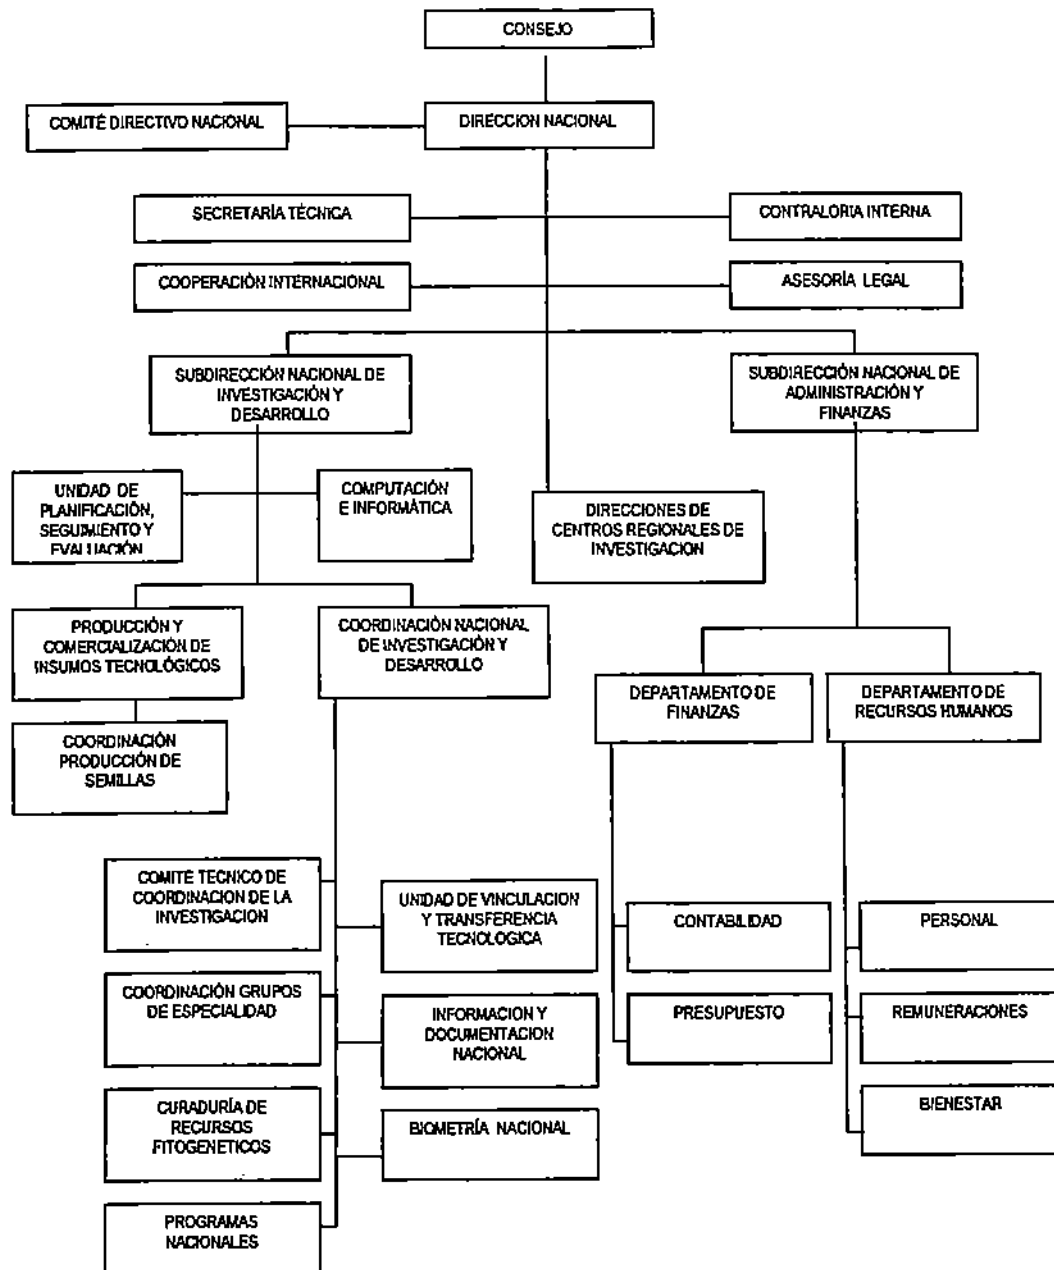 CONSEJO
COMITÉ DIRECTIVO NACIONAL
DIRECCION NACIONAL
SECRETARÍA TÉCNICA
CONTRALORIA INTERNA
COOPERACIÓN INTERNACIONAL
ASESORÍA LEGAL
SUBDIRECCIÓN NACIONAL DE
INVESTIGACIÓN Y
DESARROLLO
SUBDIRECCIÓN NACIONAL DE
ADMINISTRACIÓN Y
FINANZAS
UNIDAD DE
PLANIFICACIÓN,
SEGUIMIENTO Y
EVALUACIÓN
COMPUTACIÓN
E INFORMÁTICA
DIRECCIONES DE
CENTROS REGIONALES DE
INVESTIGACION
PRODUCCIÓN Y
COMERCIALIZACIÓN DE
INSUMOS TECNOLÓGICOS
COORDINACIÓN NACIONAL
DE INVESTIGACIÓN Y
DESARROLLO
DEPARTAMENTO DE
FINANZAS
DEPARTAMENTO DE
RECURSOS HUMANOS
COORDINACIÓN
PRODUCCIÓN DE
SEMILLAS
COMITE TECNICO DE
COORDINACION DE LA
INVESTIGACION
UNIDAD DE VINCULACION
Y TRANSFERENCIA
TECNOLOGICA
CONTABILIDAD
PERSONAL
COORDINACIÓN GRUPOS
DE ESPECIALIDAD
INFORMACION Y
DOCUMENTACION
NACIONAL
PRESUPUESTO
REMUNERACIONES
CURADURÍA DE
RECURSOS
FITOGENETICOS
BIOMETRÍA NACIONAL
BIENESTAR
PROGRAMAS
NACIONALES